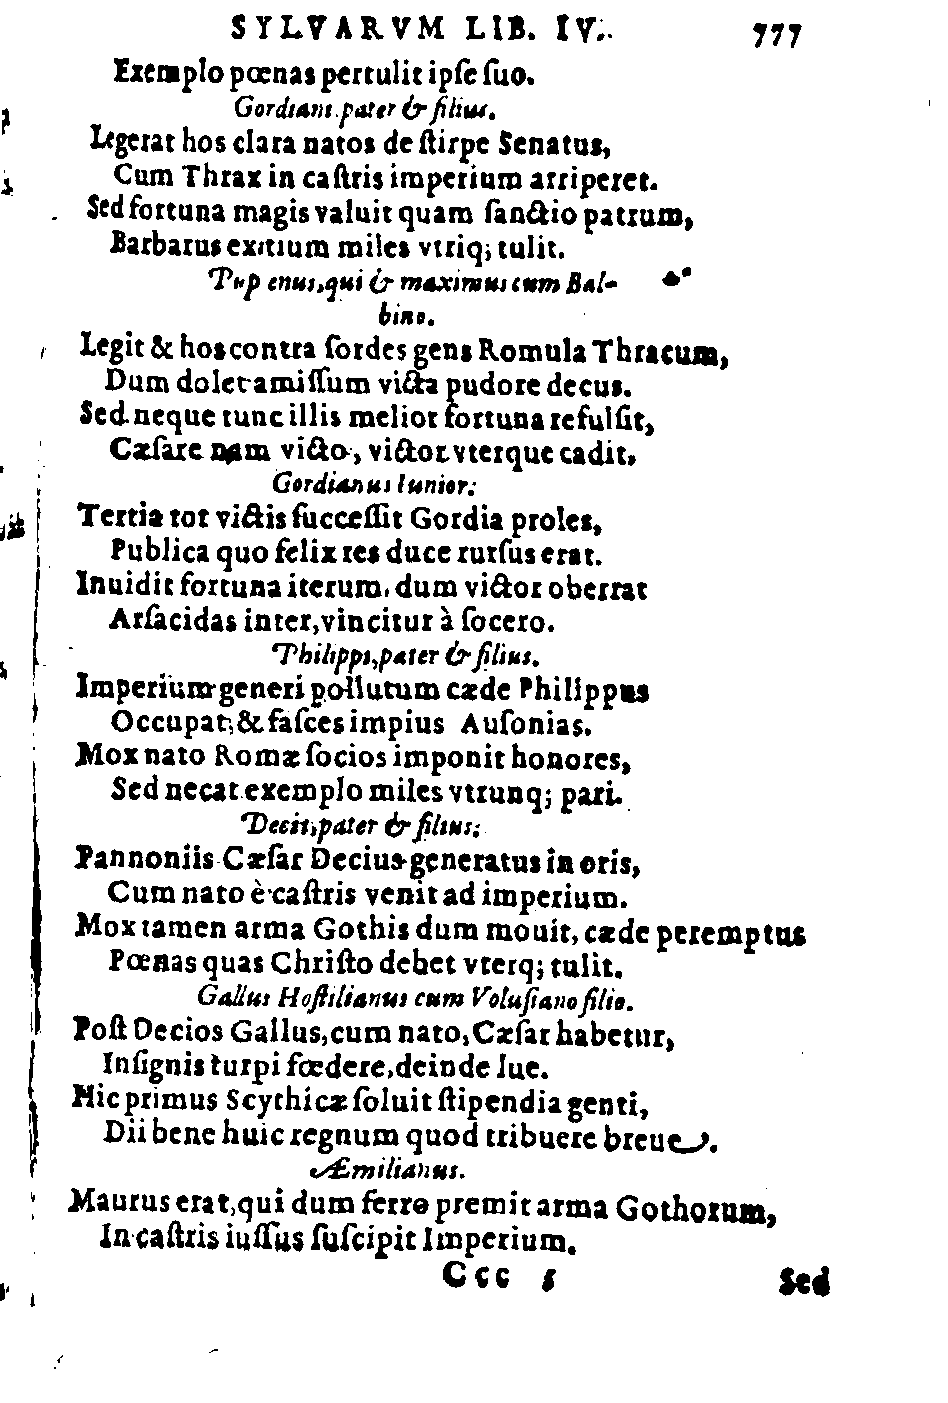 SYLVARVM LIB. IV. 777
Exemplo pœnas pertulit ipſe ſuo.
Gordiani pater & filius.
Legerat hos clara natos de ſtirpe Senatus,
Cum Thrax in caſtris imperium arriperet.
Sed fortuna magis valuit quam ſanctio patrum,
Barbarus exitium miles vtriq; tulit.
Pupienus, qui & maximus cum Bal-
bino.
Legit & hos contra ſordes gens Romula Thracum,
Dum dolet amiſſum victa pudore decus.
Sed neque tunc illis melior fortuna refulſit,
Cæſare nam victo, victor vterque cadit.
Gordianus Iunior:
Tertia tot victis ſucceſſit Gordia proles,
Publica quo felix res duce rurſus erat.
Inuidit fortuna iterum, dum victor oberrat
Arſacidas inter, vincitur à ſocero.
Philippi, pater & filius.
Imperium generi pollutum cæde Philippus
Occupat, & faſces impius Auſonias.
Mox nato Romæ ſocios imponit honores,
Sed necat exemplo miles vtrunq; pari.
Decii, pater & filius:
Pannoniis Cæſar Decius generatus in oris,
Cum nato è caſtris venit ad imperium.
Mox tamen arma Gothis dum mouit, cæde peremptus
Pœnas quas Chriſto debet vterq; tulit.
Gallus Hoſtilianus cum Voluſiano filio.
Poſt Decios Gallus, cum nato, Cæſar habetur,
Inſignis turpi fœdere, deinde lue.
Hic primus Scythicæ ſoluit ſtipendia genti,
Dii bene huic regnum quod tribuere breue.
Æmilianus.
Maurus erat, qui dum ferro premit arma Gothorum,
In caſtris iuſſus ſuſcipit Imperium.
Ccc 5 Sed